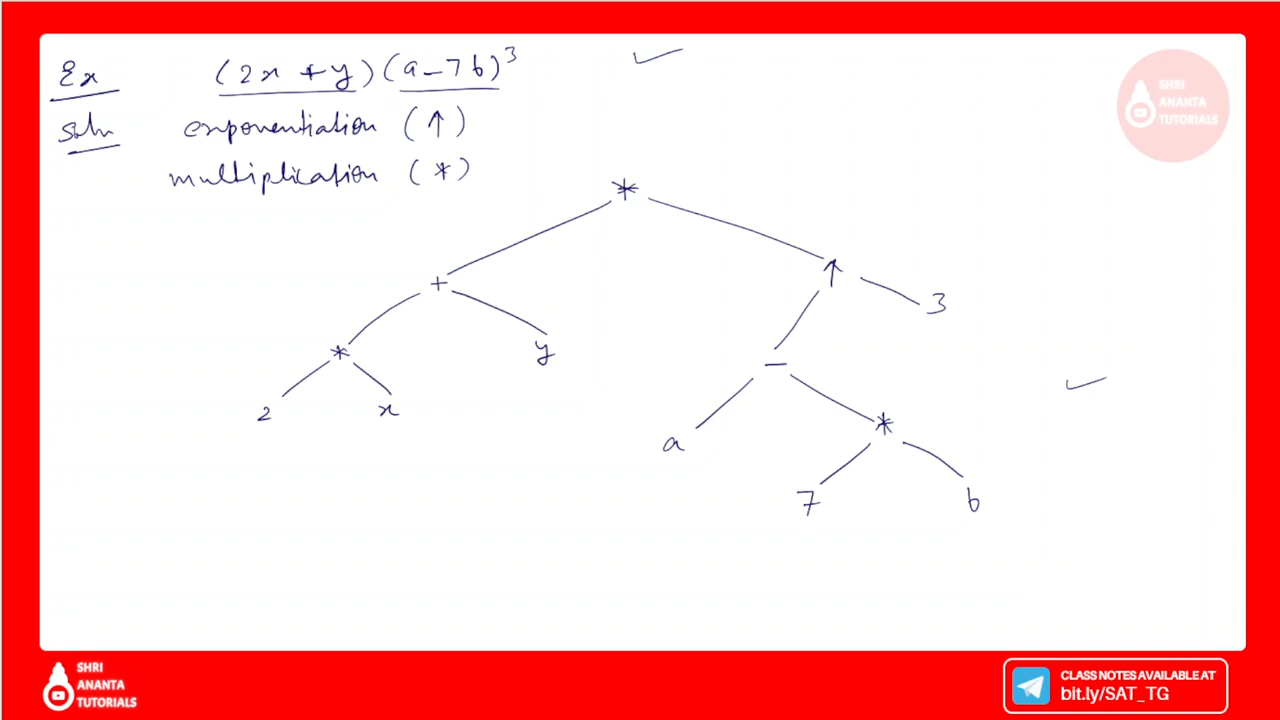 Ex (2x + y) (a - 7b)³
Soln exponentiation (↑)
multiplication (*)
SHRI
ANANTA
TUTORIALS
*
+ ↑
3
* y
−
2 x
a *
7 b
SHRI
ANANTA
TUTORIALS
CLASS NOTES AVAILABLE AT
bit.ly/SAT_TG